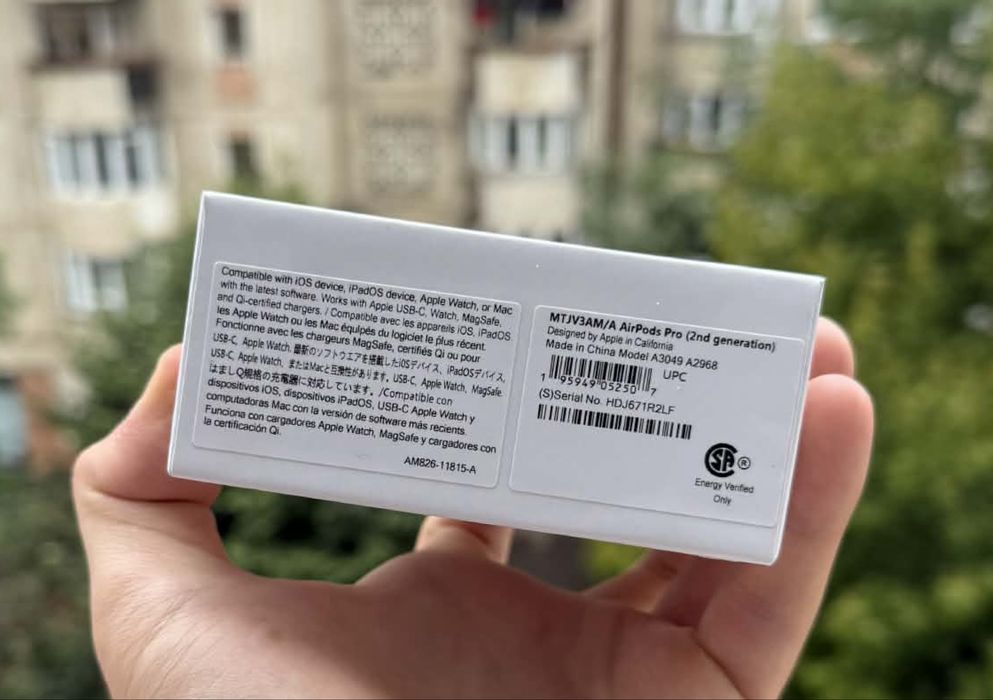 Compatible with iOS device, iPadOS device, Apple Watch, or Mac
with the latest software. Works with Apple USB-C, Watch, MagSafe,
and Qi-certified chargers. / Compatible avec les appareils iOS, iPadOS
les Apple Watch ou les Mac équipés du logiciel le plus récent.
Fonctionne avec les chargeurs MagSafe, certifiés Qi ou pour
USB-C, Apple Watch, 最新のソフトウエアを搭載したiOSデバイス、iPadOSデバイス,
USB-C, Apple Watch, またはMacと互換性があります. USB-C, Apple Watch, MagSafe
はましQi規格の充電器に対応しています. /Compatible con
dispositivos iOS, dispositivos iPadOS, USB-C Apple Watch y
computadoras Mac con la versión de software más recients.
Funciona con cargadores Apple Watch, MagSafe y cargadores con
la certificación Qi.
AM826-11815-A
MTJV3AM/A AirPods Pro (2nd generation)
Designed by Apple in California
Made in China Model A3049 A2968
UPC
1 95949 05250 7
(S)Serial No. HDJ671R2LF
SA ®
Energy Verified
Only